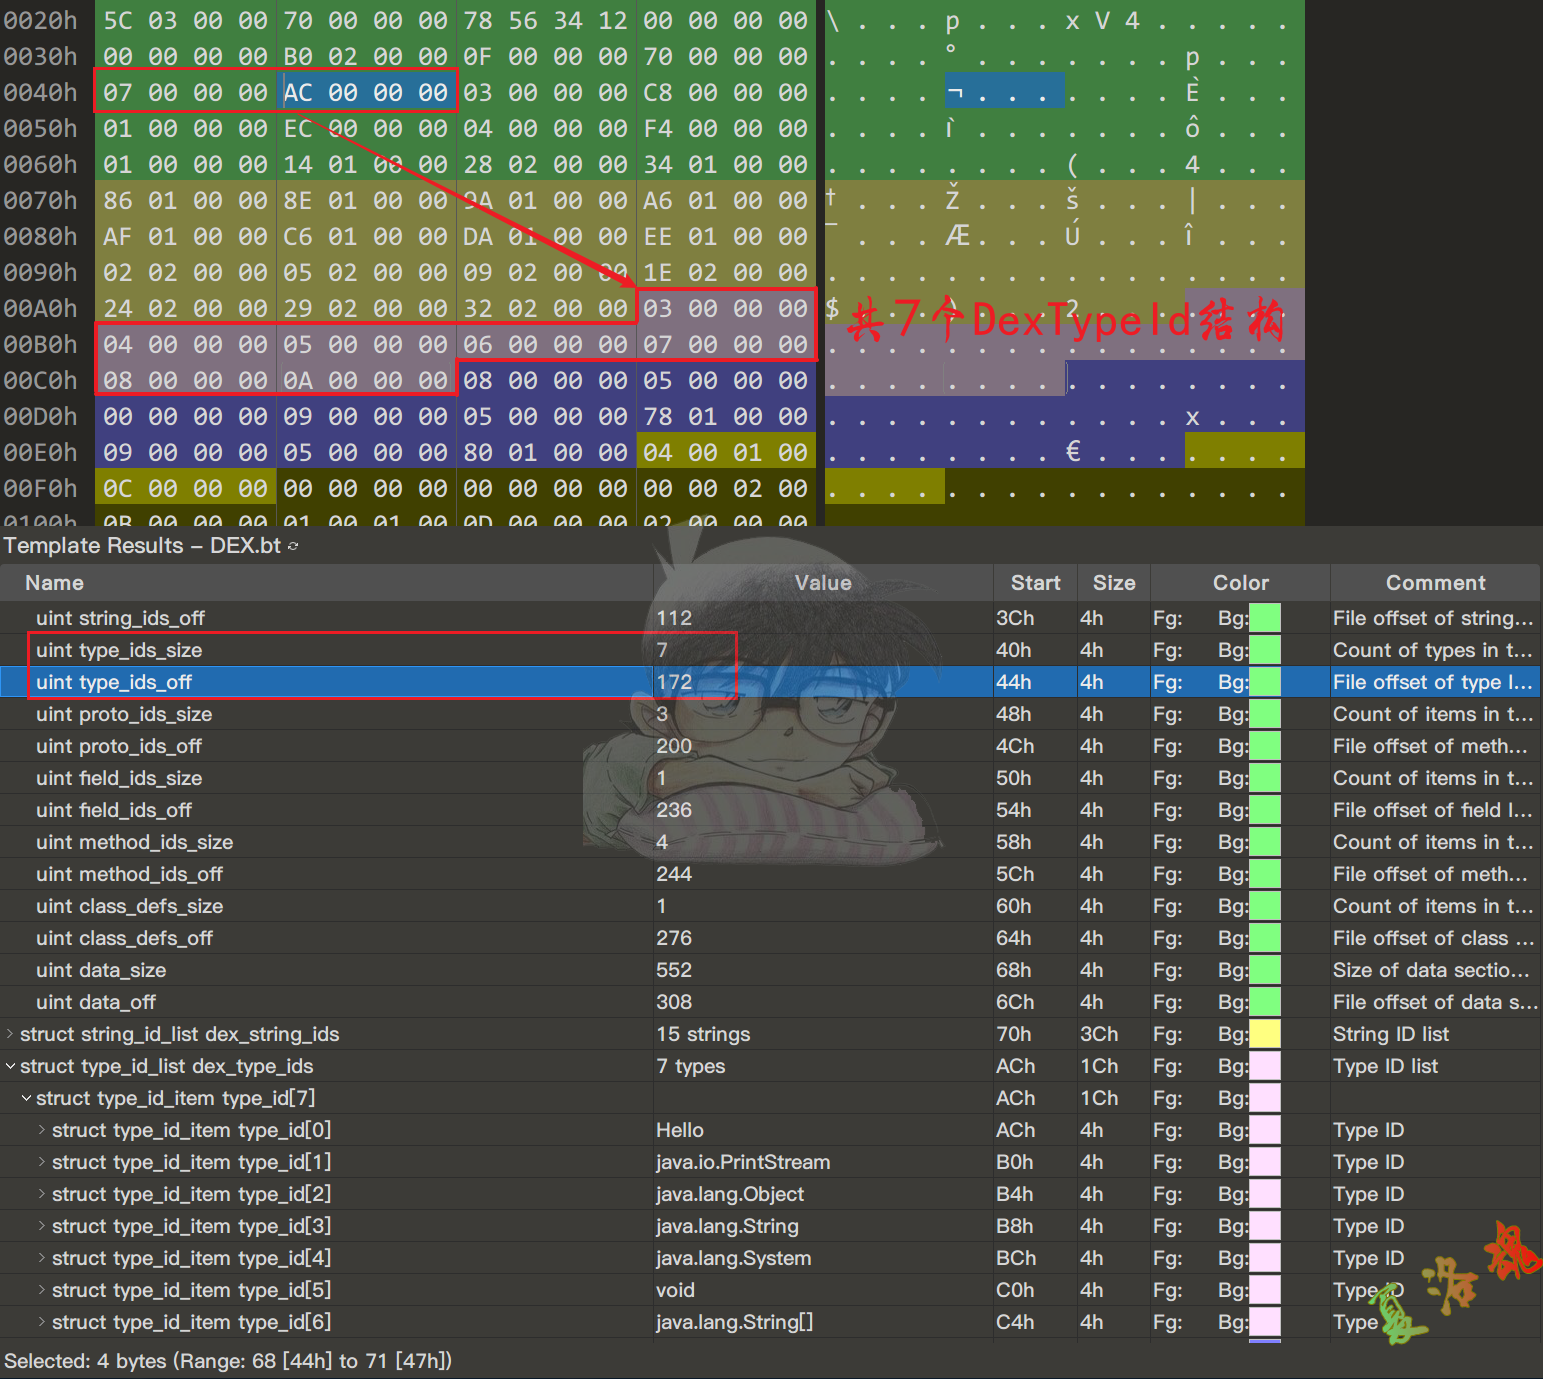 0020h 5C 03 00 00 70 00 00 00 78 56 34 12 00 00 00 00 \ . . . p . . . x V 4 . . . . .
0030h 00 00 00 00 B0 02 00 00 0F 00 00 00 70 00 00 00 . . . . ° . . . . . . . p . . .
0040h 07 00 00 00 AC 00 00 00 03 00 00 00 C8 00 00 00 . . . . ¬ . . . . . . . È . . .
0050h 01 00 00 00 EC 00 00 00 04 00 00 00 F4 00 00 00 . . . . ì . . . . . . . ô . . .
0060h 01 00 00 00 14 01 00 00 28 02 00 00 34 01 00 00 . . . . . . . . ( . . . 4 . . .
0070h 86 01 00 00 8E 01 00 00 9A 01 00 00 A6 01 00 00 † . . . Ž . . . š . . . ¦ . . .
0080h AF 01 00 00 C6 01 00 00 DA 01 00 00 EE 01 00 00 ¯ . . . Æ . . . Ú . . . î . . .
0090h 02 02 00 00 05 02 00 00 09 02 00 00 1E 02 00 00 . . . . . . . . . . . . . . . .
00A0h 24 02 00 00 29 02 00 00 32 02 00 00 03 00 00 00 $ . . . ) . . . 2 . . . . . . .
共7个DexTypeId结构
00B0h 04 00 00 00 05 00 00 00 06 00 00 00 07 00 00 00 . . . . . . . . . . . . . . . .
00C0h 08 00 00 00 0A 00 00 00 08 00 00 00 05 00 00 00 . . . . . . . . . . . . . . . .
00D0h 00 00 00 00 09 00 00 00 05 00 00 00 78 01 00 00 . . . . . . . . . . . . x . . .
00E0h 09 00 00 00 05 00 00 00 80 01 00 00 04 00 01 00 . . . . . . . . € . . . . . . .
00F0h 0C 00 00 00 00 00 00 00 00 00 00 00 00 00 02 00 . . . . . . . . . . . . . . . .
0100h 0B 00 00 00 01 00 01 00 0D 00 00 00 02 00 00 00
Template Results - DEX.bt
Name Value Start Size Color Comment
uint string_ids_off 112 3Ch 4h Fg: Bg: File offset of string...
uint type_ids_size 7 40h 4h Fg: Bg: Count of types in t...
uint type_ids_off 172 44h 4h Fg: Bg: File offset of type l...
uint proto_ids_size 3 48h 4h Fg: Bg: Count of items in t...
uint proto_ids_off 200 4Ch 4h Fg: Bg: File offset of meth...
uint field_ids_size 1 50h 4h Fg: Bg: Count of items in t...
uint field_ids_off 236 54h 4h Fg: Bg: File offset of field l...
uint method_ids_size 4 58h 4h Fg: Bg: Count of items in t...
uint method_ids_off 244 5Ch 4h Fg: Bg: File offset of meth...
uint class_defs_size 1 60h 4h Fg: Bg: Count of items in t...
uint class_defs_off 276 64h 4h Fg: Bg: File offset of class ...
uint data_size 552 68h 4h Fg: Bg: Size of data sectio...
uint data_off 308 6Ch 4h Fg: Bg: File offset of data s...
struct string_id_list dex_string_ids 15 strings 70h 3Ch Fg: Bg: String ID list
struct type_id_list dex_type_ids 7 types ACh 1Ch Fg: Bg: Type ID list
struct type_id_item type_id[7] ACh 1Ch Fg: Bg:
struct type_id_item type_id[0] Hello ACh 4h Fg: Bg: Type ID
struct type_id_item type_id[1] java.io.PrintStream B0h 4h Fg: Bg: Type ID
struct type_id_item type_id[2] java.lang.Object B4h 4h Fg: Bg: Type ID
struct type_id_item type_id[3] java.lang.String B8h 4h Fg: Bg: Type ID
struct type_id_item type_id[4] java.lang.System BCh 4h Fg: Bg: Type ID
struct type_id_item type_id[5] void C0h 4h Fg: Bg: Type ID
struct type_id_item type_id[6] java.lang.String[] C4h 4h Fg: Bg: Type
Selected: 4 bytes (Range: 68 [44h] to 71 [47h])